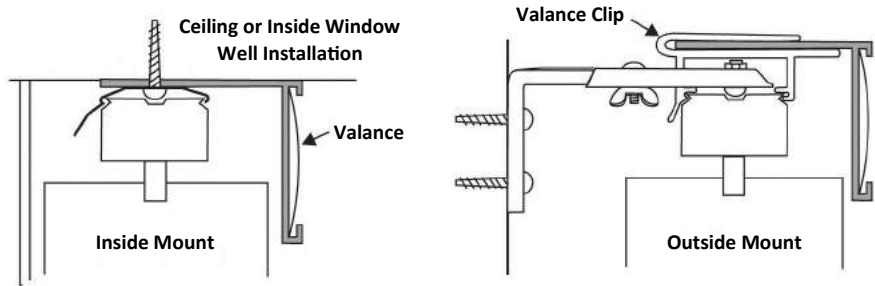 Ceiling or Inside Window
Well Installation
Valance
Inside Mount
Valance Clip
Outside Mount